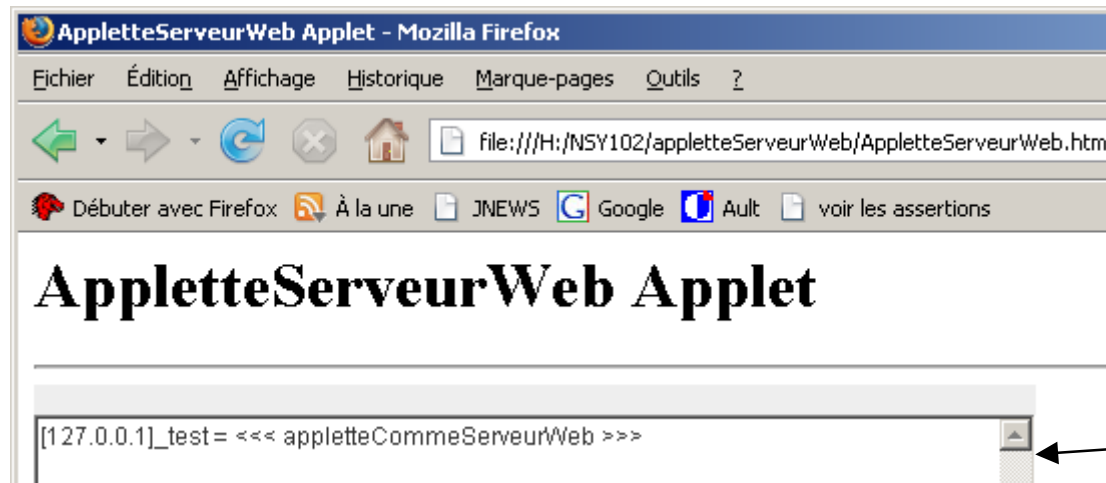 AppletteServeurWeb Applet - Mozilla Firefox
Fichier Édition Affichage Historique Marque-pages Outils ?
file:///H:/NSY102/appletteServeurWeb/AppletteServeurWeb.htm
Débuter avec Firefox À la une JNEWS G Google Ault voir les assertions
AppletteServeurWeb Applet
[127.0.0.1]_test= <<< appletteCommeServeurWeb >>>